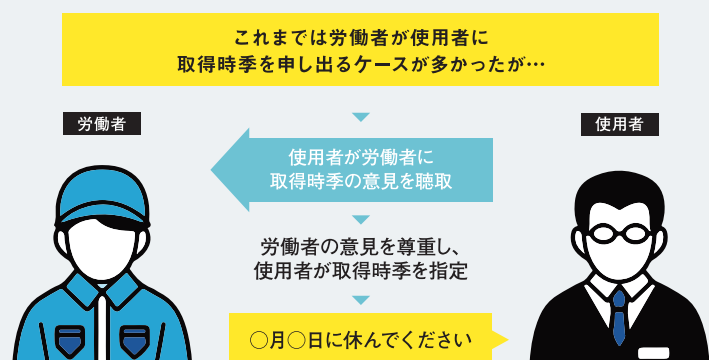 これまでは労働者が使用者に
取得時季を申し出るケースが多かったが…
労働者
使用者
使用者が労働者に
取得時季の意見を聴取
労働者の意見を尊重し、
使用者が取得時季を指定
○月○日に休んでください